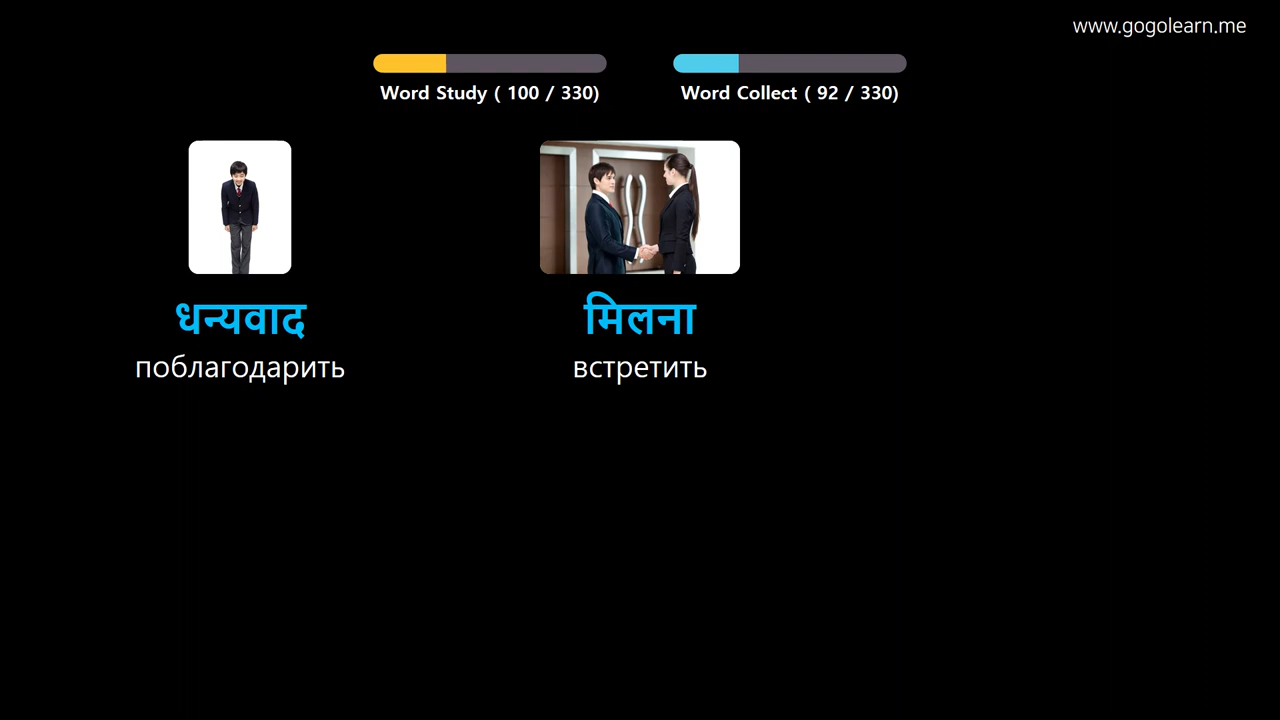 www.gogolearn.me
Word Study ( 100 / 330)
Word Collect ( 92 / 330)
धन्यवाद
मिलना
поблагодарить
встретить